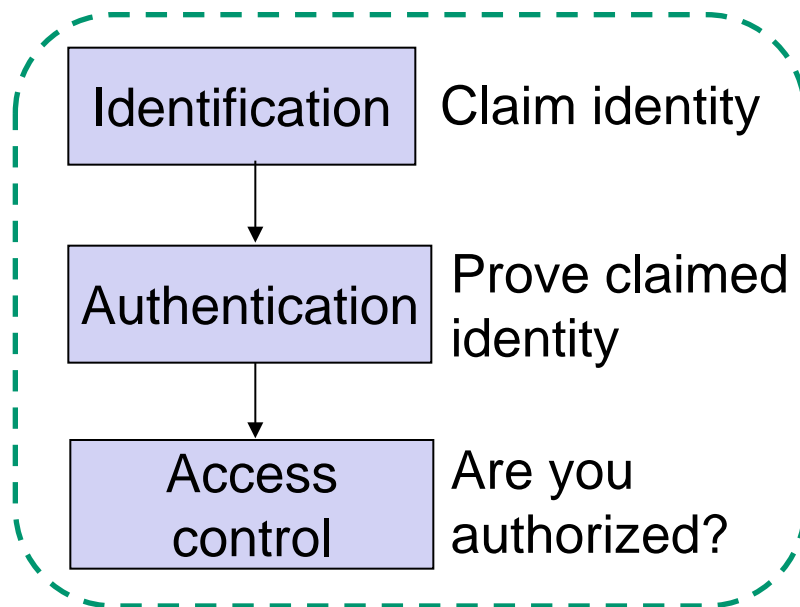 Identification
Claim identity
Authentication
Prove claimed
identity
Access
control
Are you
authorized?